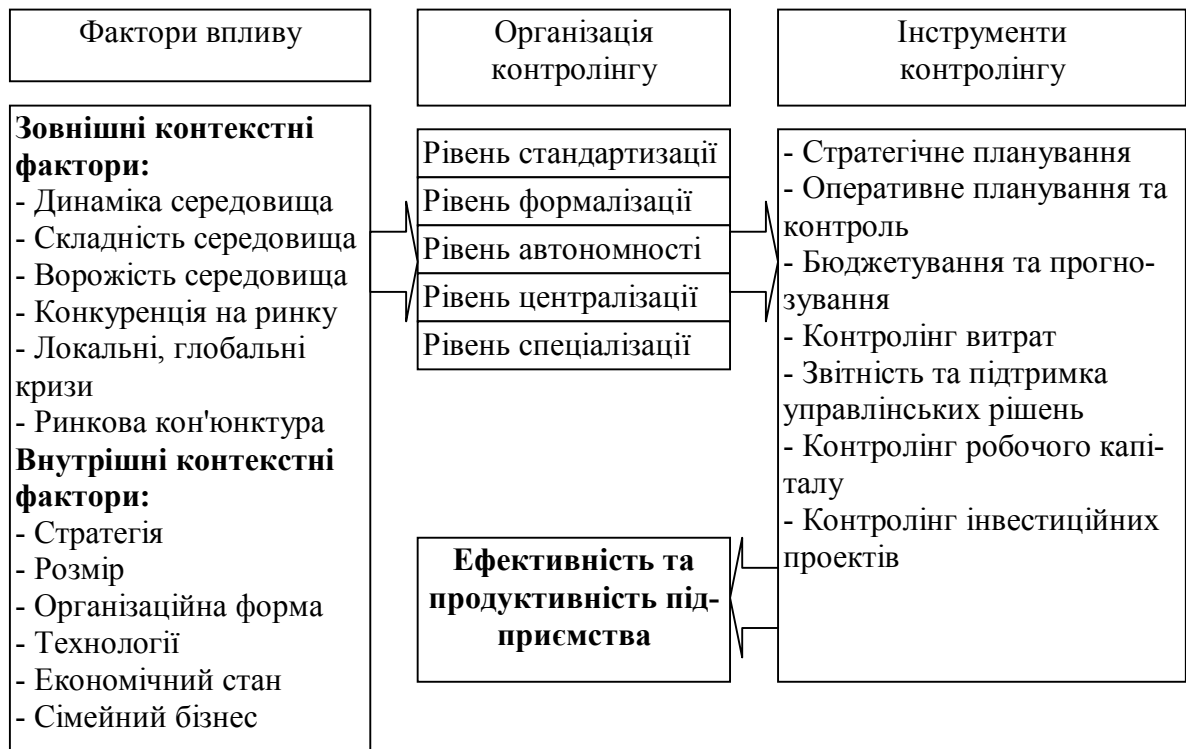 Фактори впливу
Організація
контролінгу
Інструменти
контролінгу
Зовнішні контекстні
фактори:
- Динаміка середовища
- Складність середовища
- Ворожість середовища
- Конкуренція на ринку
- Локальні, глобальні
кризи
- Ринкова кон'юнктура
Внутрішні контекстні
фактори:
- Стратегія
- Розмір
- Організаційна форма
- Технології
- Економічний стан
- Сімейний бізнес
Рівень стандартизації
Рівень формалізації
Рівень автономності
Рівень централізації
Рівень спеціалізації
- Стратегічне планування
- Оперативне планування та
контроль
- Бюджетування та прогно-
зування
- Контролінг витрат
- Звітність та підтримка
управлінських рішень
- Контролінг робочого капі-
талу
- Контролінг інвестиційних
проектів
Ефективність та
продуктивність під-
приємства